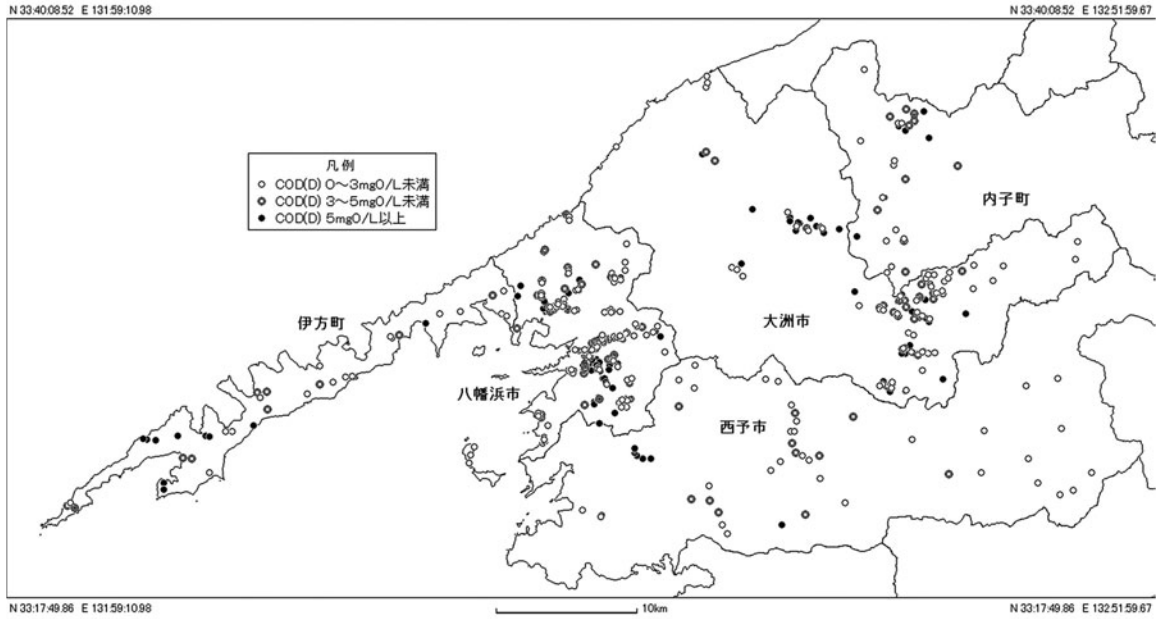 N 33:40:08.52 E 131:59:10.98
N 33:40:08.52 E 132:51:59.67
凡例
COD(D) 0～3mgO/L未満
COD(D) 3～5mgO/L未満
COD(D) 5mgO/L以上
内子町
伊方町
大洲市
八幡浜市
西予市
N 33:17:49.86 E 131:59:10.98
10km
N 33:17:49.86 E 132:51:59.67